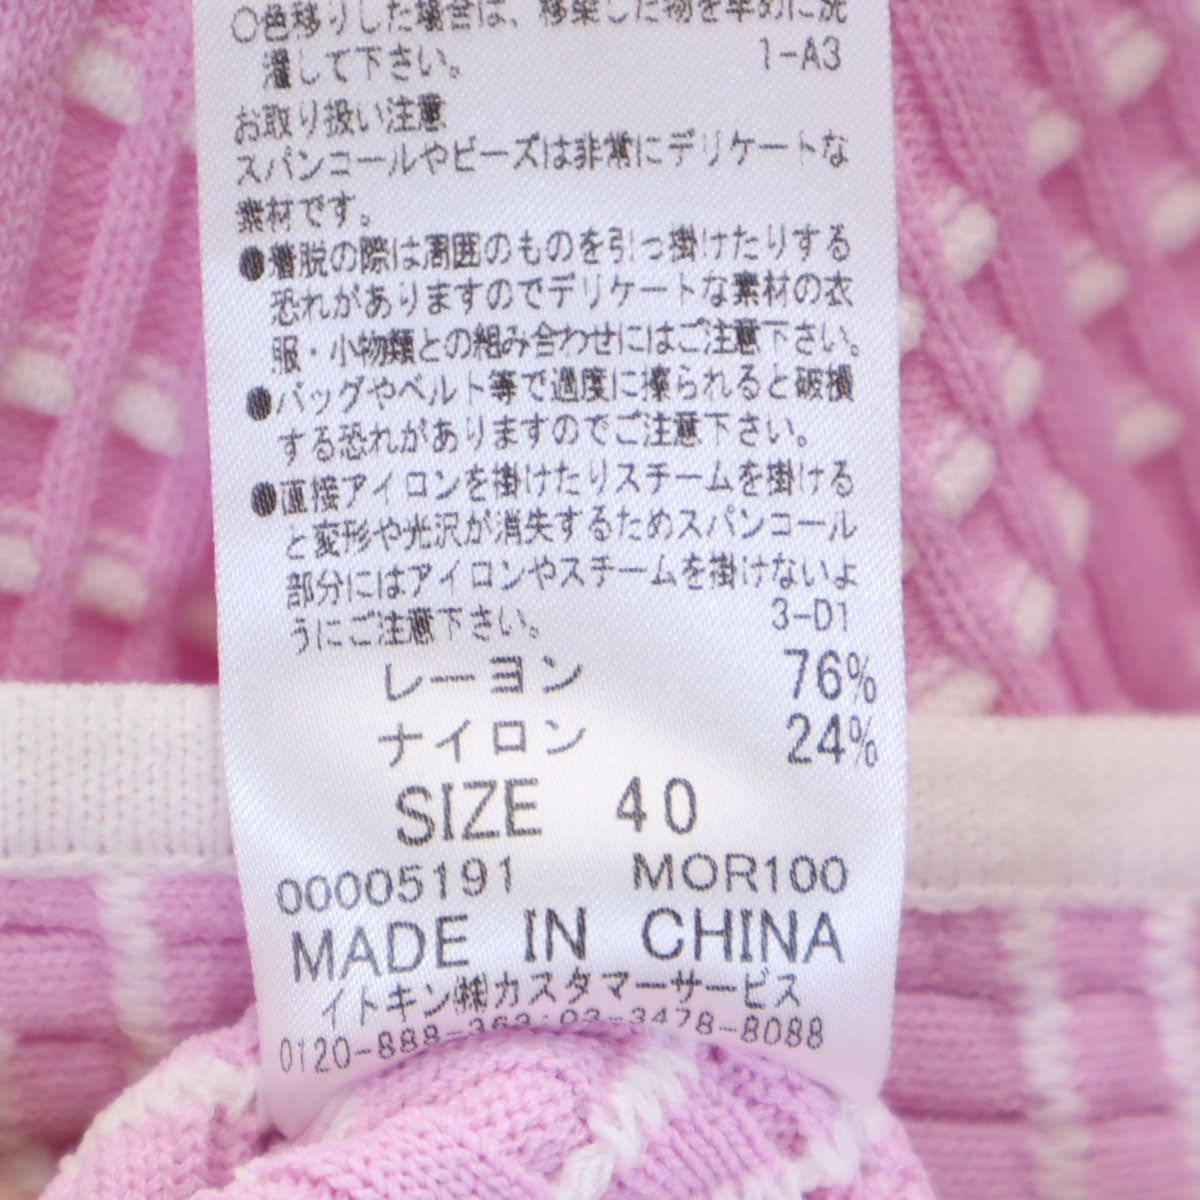 ○色移りした場合は、移染した物を早めに洗
濯して下さい。 1-A3
お取り扱い注意
スパンコールやビーズは非常にデリケートな
素材です。
●着脱の際は周囲のものを引っ掛けたりする
恐れがありますのでデリケートな素材の衣
服・小物類との組み合わせにはご注意下さい。
●バッグやベルト等で過度に擦られると破損
する恐れがありますのでご注意下さい。
●直接アイロンを掛けたりスチームを掛ける
と変形や光沢が消失するためスパンコール
部分にはアイロンやスチームを掛けないよ
うにご注意下さい。 3-D1
レーヨン 76%
ナイロン 24%
SIZE 40
00005191 MOR100
MADE IN CHINA
イトキン㈱カスタマーサービス
0120-888-363:03-3478-8088